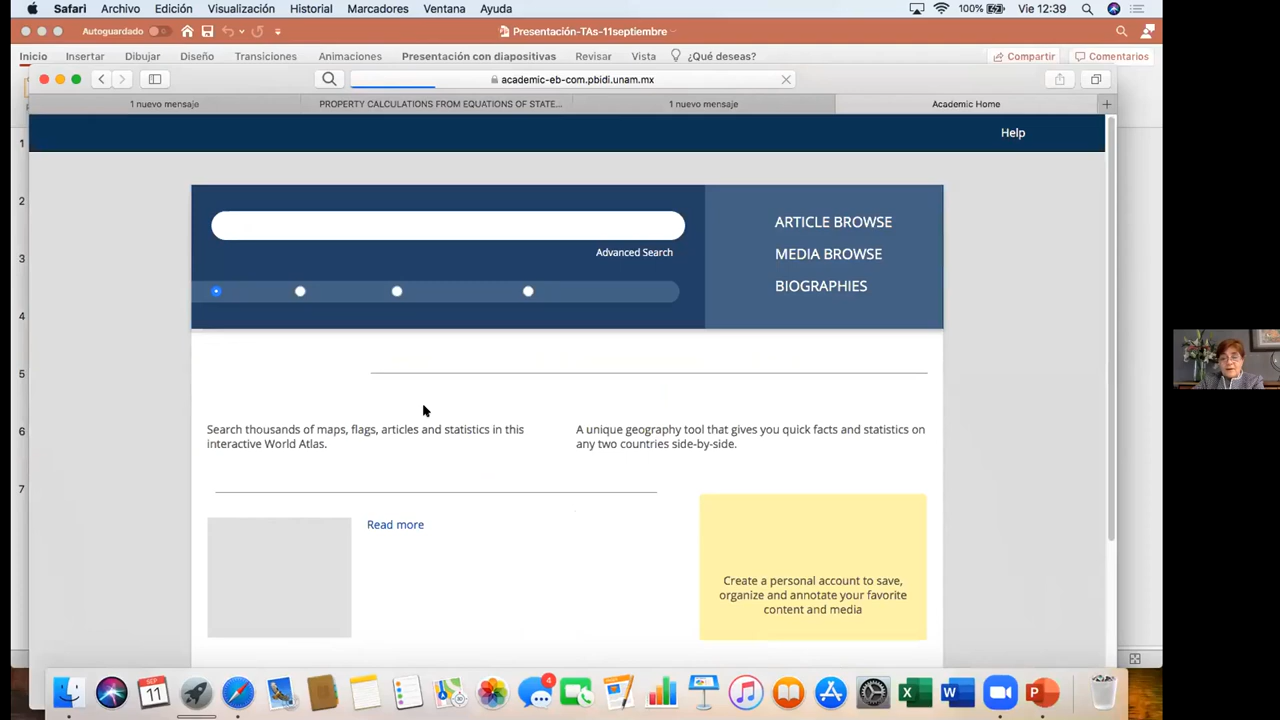 Safari Archivo Edición Visualización Historial Marcadores Ventana Ayuda 100% Vie 12:39
Autoguardado Presentación-TAs-11septiembre
Inicio Insertar Dibujar Diseño Transiciones Animaciones Presentación con diapositivas Revisar Vista ¿Qué deseas? Compartir Comentarios
academic-eb-com.pbidi.unam.mx
1 nuevo mensaje PROPERTY CALCULATIONS FROM EQUATIONS OF STATE... 1 nuevo mensaje Academic Home
Help
1
2
3
4
5
6
7
Advanced Search
ARTICLE BROWSE
MEDIA BROWSE
BIOGRAPHIES
Search thousands of maps, flags, articles and statistics in this
interactive World Atlas.
A unique geography tool that gives you quick facts and statistics on
any two countries side-by-side.
Read more
Create a personal account to save,
organize and annotate your favorite
content and media
SEP
11
4